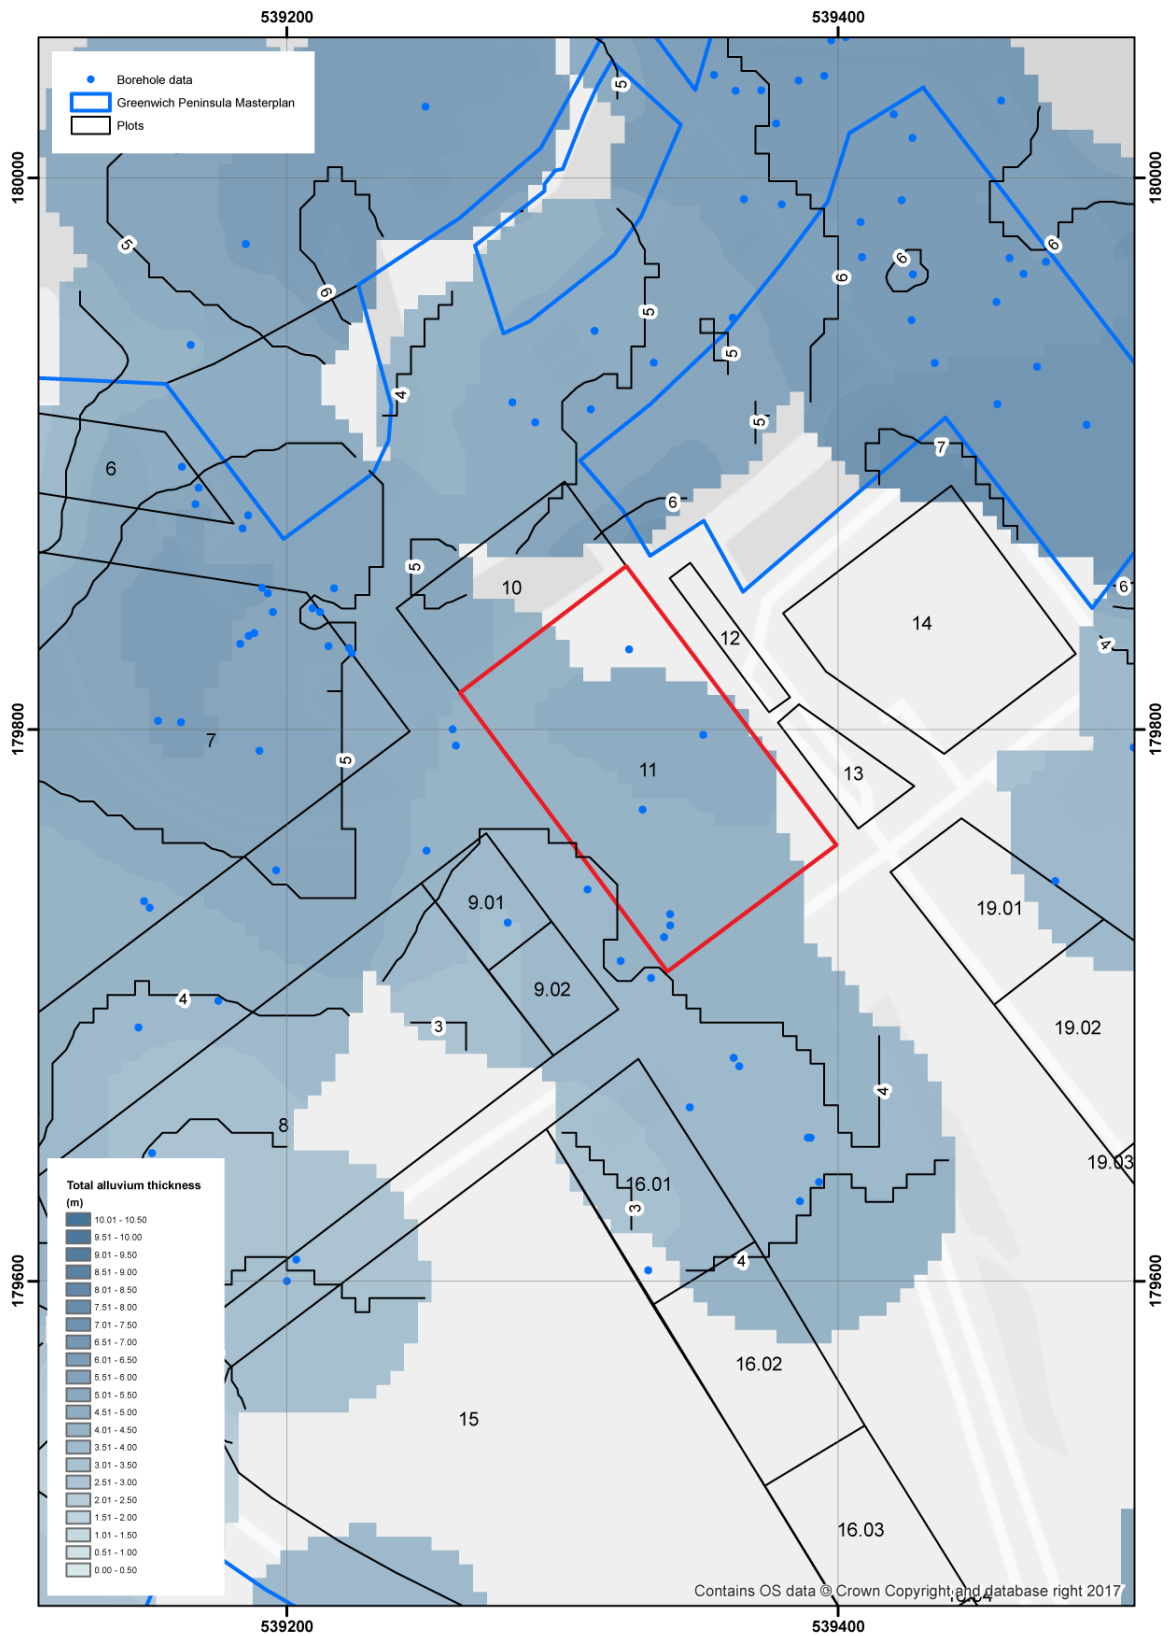 539200
539400
Borehole data
Greenwich Peninsula Masterplan
Plots
180000
180000
5
5
6
6
6
6
5
5
4
5
7
6
6
6
5
10
14
12
4
179800
179800
7
5
11
13
9.01
19.01
9.02
4
3
19.02
4
8
19.03
16.01
3
4
Total alluvium thickness
(m)
10.01 - 10.50
9.51 - 10.00
9.01 - 9.50
8.51 - 9.00
8.01 - 8.50
7.51 - 8.00
7.01 - 7.50
6.51 - 7.00
6.01 - 6.50
5.51 - 6.00
5.01 - 5.50
4.51 - 5.00
4.01 - 4.50
3.51 - 4.00
3.01 - 3.50
2.51 - 3.00
2.01 - 2.50
1.51 - 2.00
1.01 - 1.50
0.51 - 1.00
0.00 - 0.50
179600
179600
16.02
15
16.03
Contains OS data © Crown Copyright and database right 2017
539200
539400